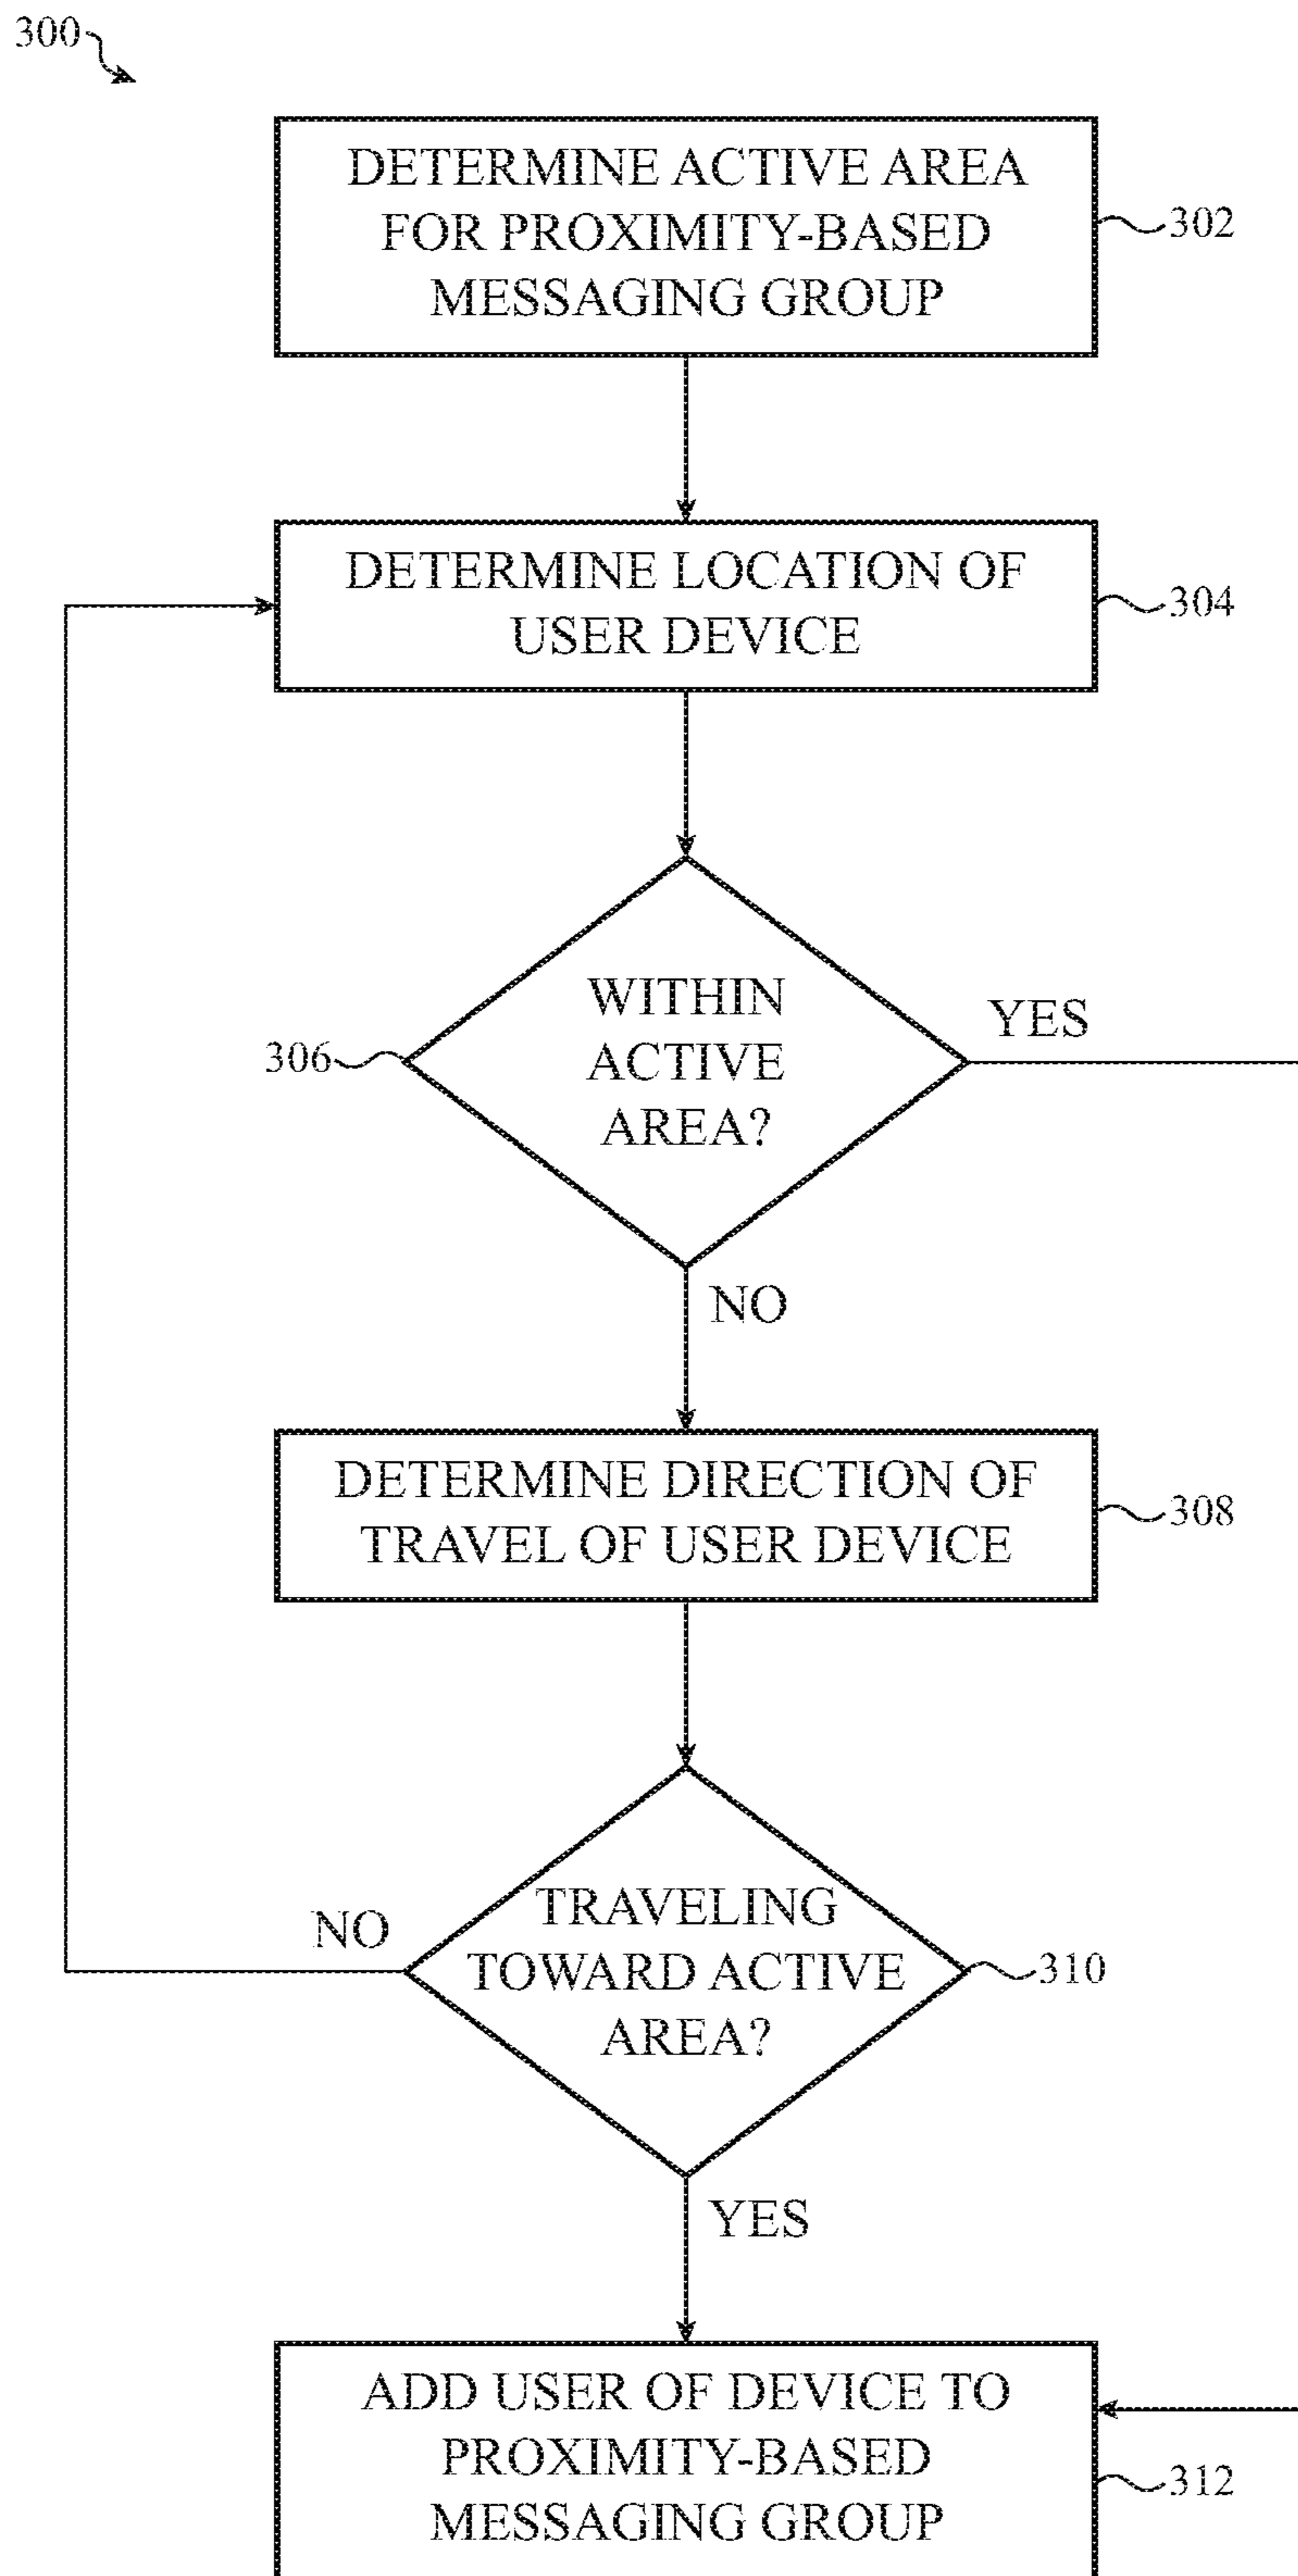 300
DETERMINE ACTIVE AREA
FOR PROXIMITY-BASED
MESSAGING GROUP
302
DETERMINE LOCATION OF
USER DEVICE
304
WITHIN
ACTIVE
AREA?
306
YES
NO
DETERMINE DIRECTION OF
TRAVEL OF USER DEVICE
308
TRAVELING
TOWARD ACTIVE
AREA?
310
NO
YES
ADD USER OF DEVICE TO
PROXIMITY-BASED
MESSAGING GROUP
312